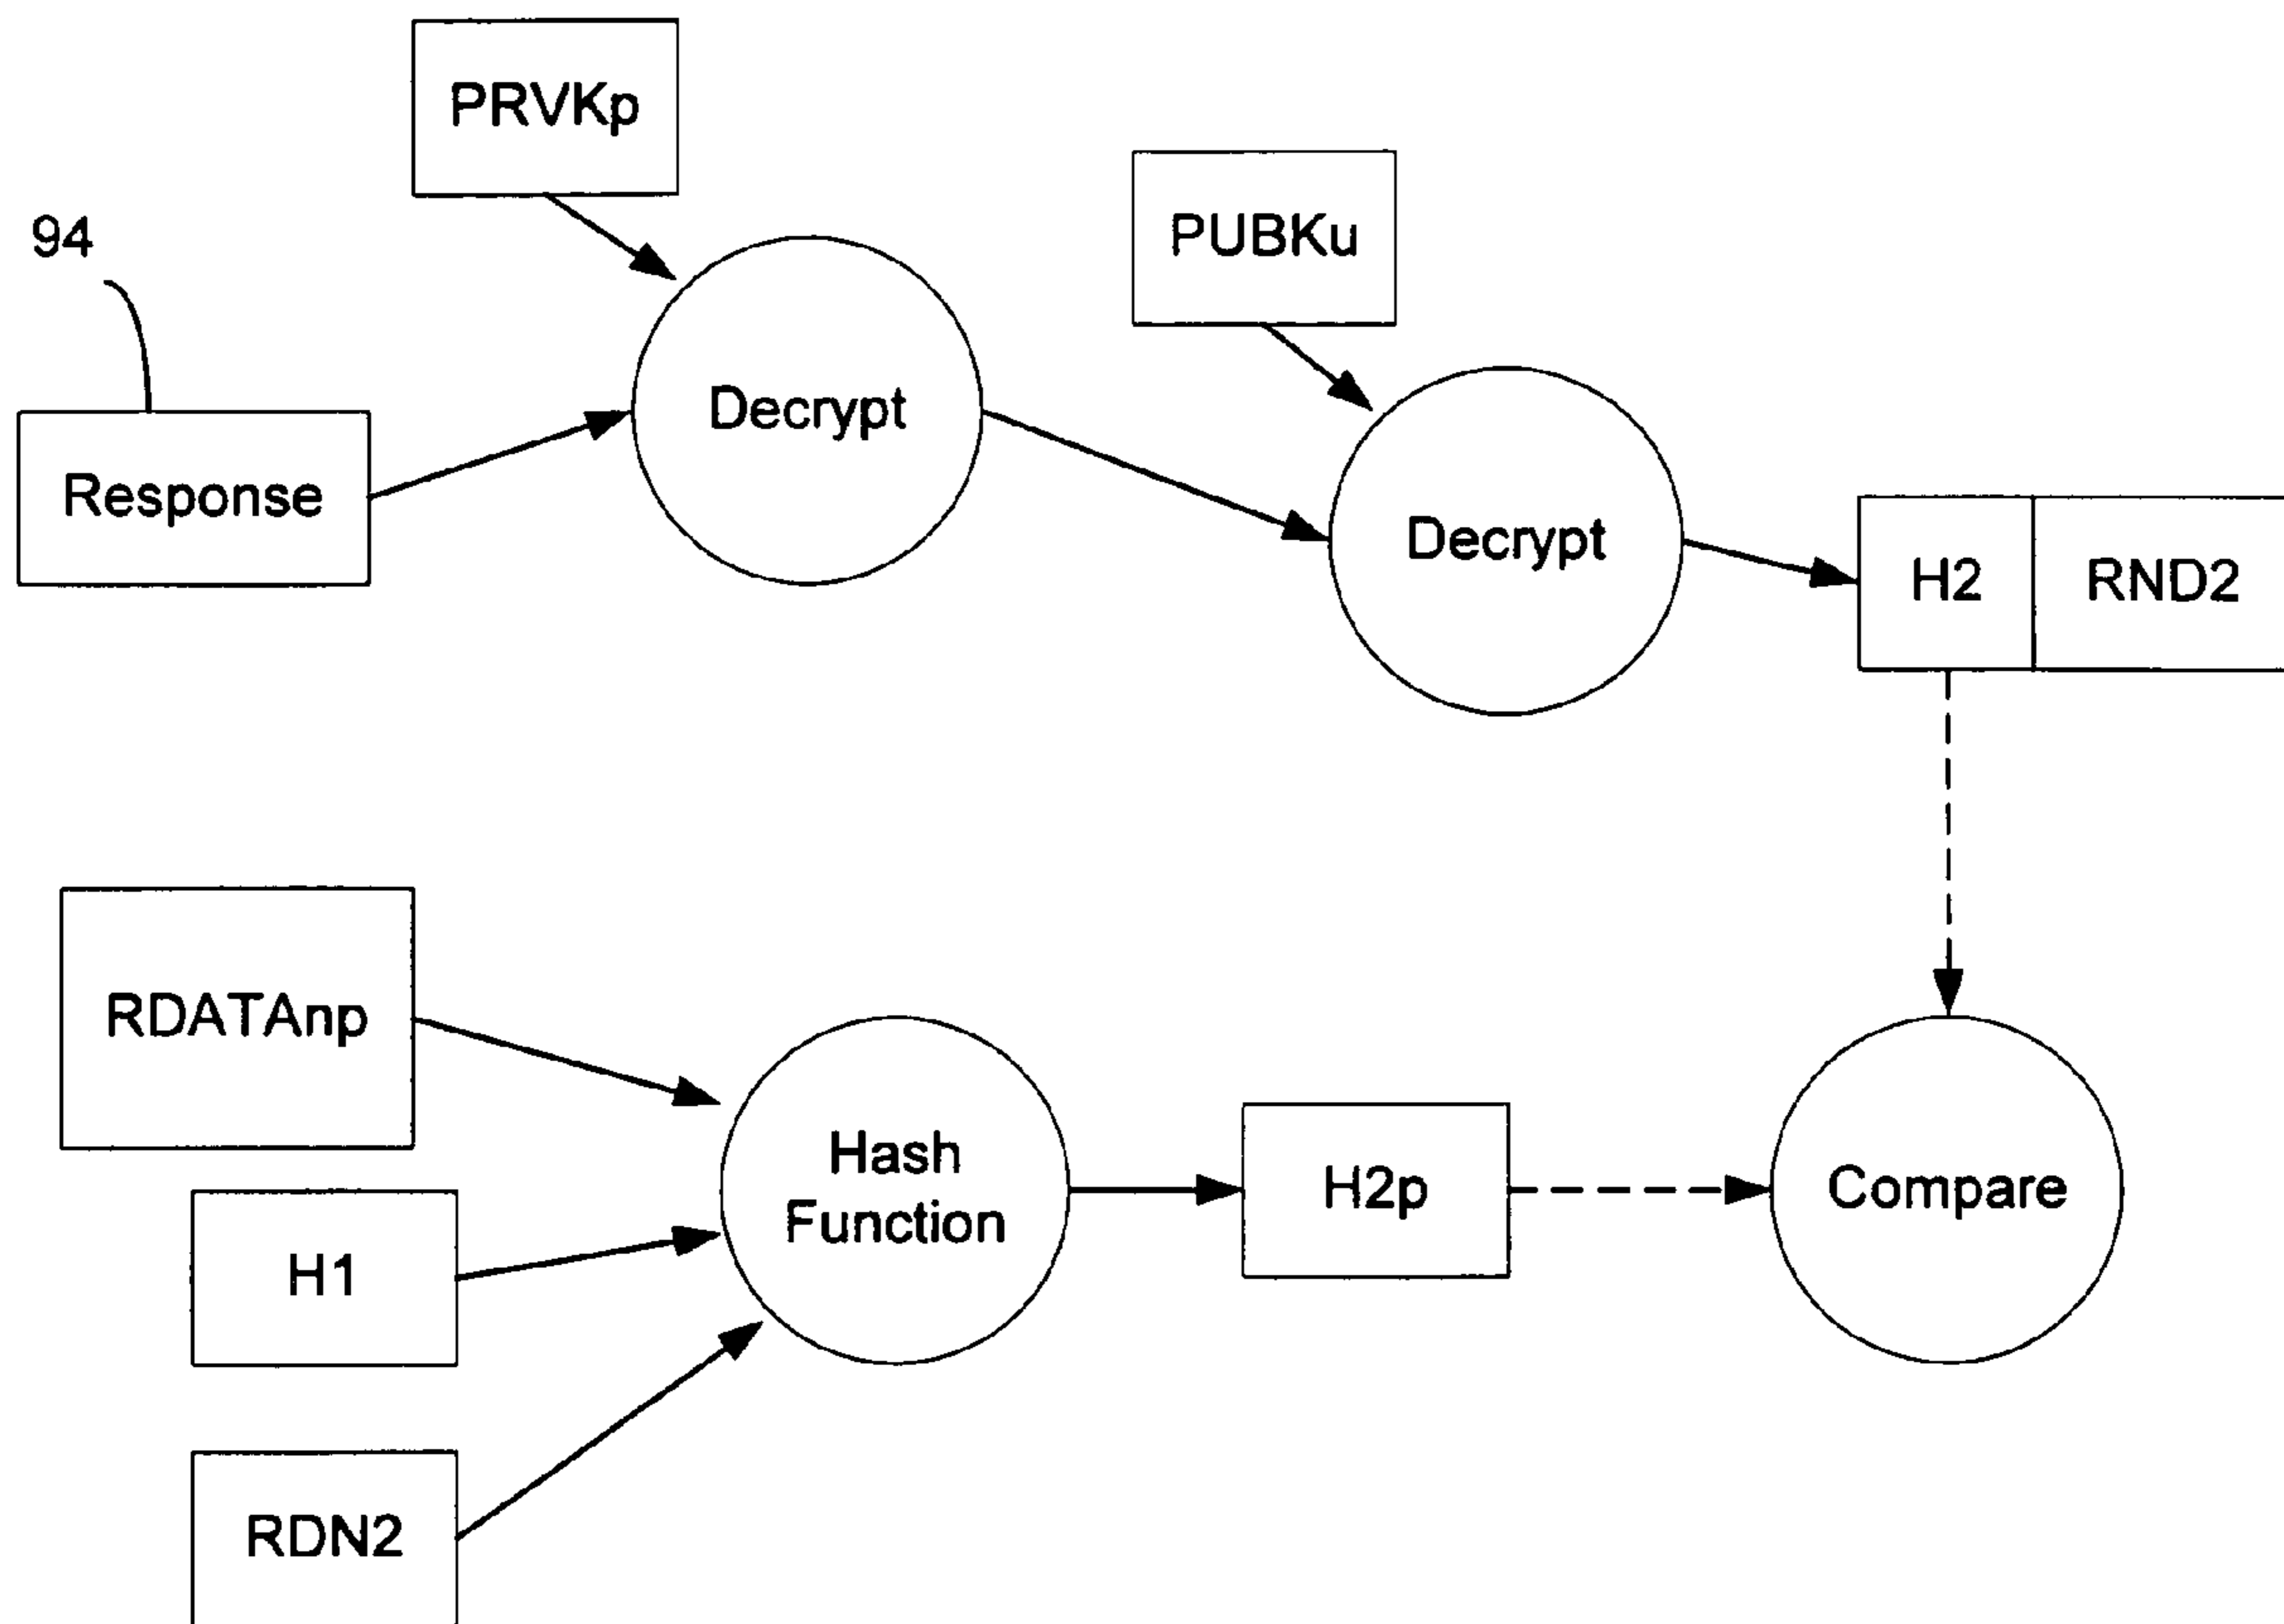 PRVKp
94
PUBKu
Decrypt
Response
Decrypt
H2
RND2
RDATAnp
Hash
Function
H2p
Compare
H1
RDN2